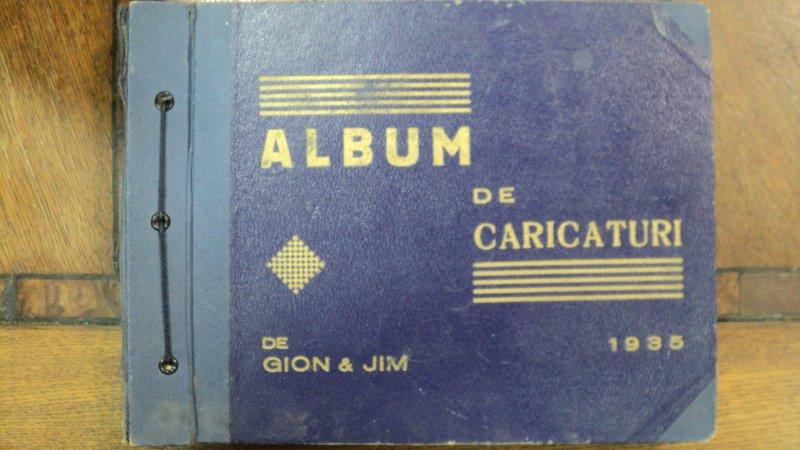 ALBUM
DE
CARICATURI
DE
GION & JIM
1935